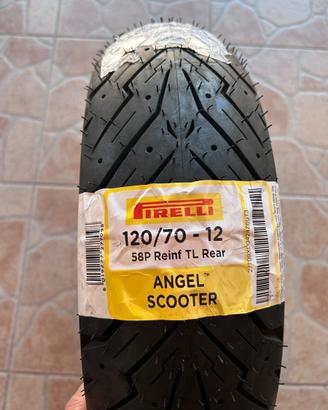 PIRELLI
120/70 - 12
58P Reinf TL Rear
ANGEL™
SCOOTER